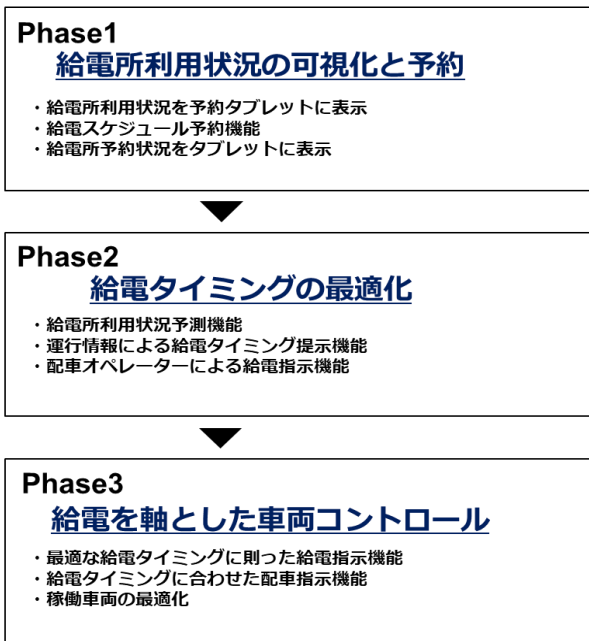 Phase1
給電所利用状況の可視化と予約
・給電所利用状況を予約タブレットに表示
・給電スケジュール予約機能
・給電所予約状況をタブレットに表示
Phase2
給電タイミングの最適化
・給電所利用状況予測機能
・運行情報による給電タイミング提示機能
・配車オペレーターによる給電指示機能
Phase3
給電を軸とした車両コントロール
・最適な給電タイミングに則った給電指示機能
・給電タイミングに合わせた配車指示機能
・稼働車両の最適化